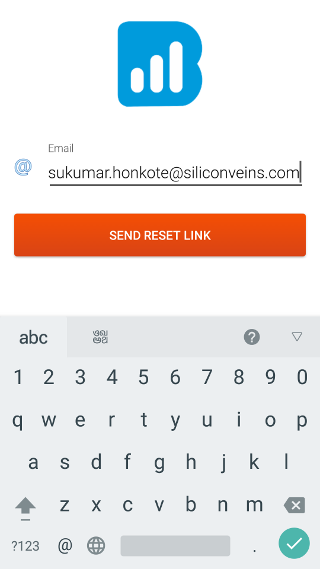 Email
@
sukumar.honkote@siliconveins.com
SEND RESET LINK
abc
1 2 3 4 5 6 7 8 9 0
q w e r t y u i o p
a s d f g h j k l
z x c v b n m
?123 @ .